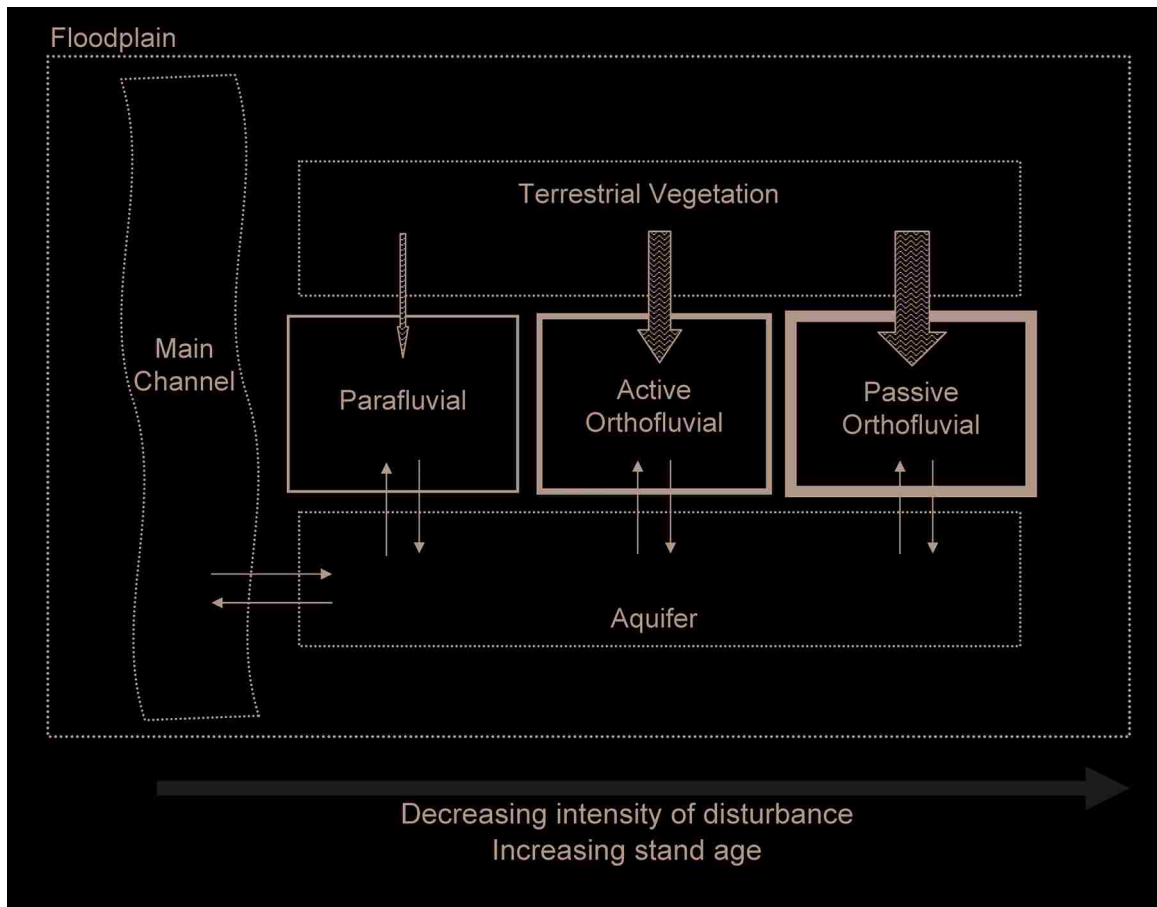 Floodplain
Terrestrial Vegetation
Main
Channel
Parafluvial
Active
Orthofluvial
Passive
Orthofluvial
Aquifer
Decreasing intensity of disturbance
Increasing stand age